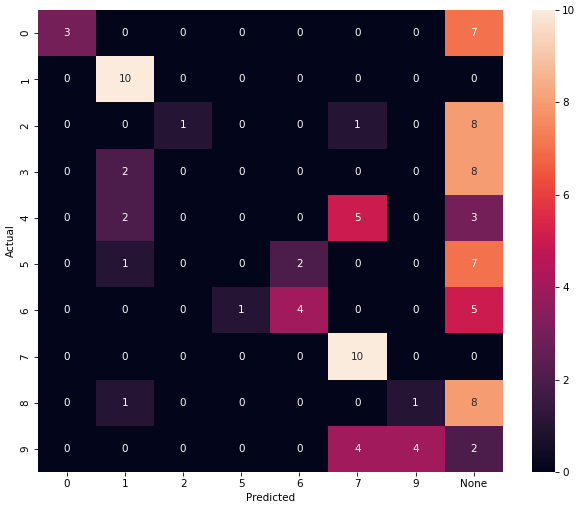 0 3 0 0 0 0 0 0 7
1 0 10 0 0 0 0 0 0
2 0 0 1 0 0 1 0 8
3 0 2 0 0 0 0 0 8
4 0 2 0 0 0 5 0 3
5 0 1 0 0 2 0 0 7
6 0 0 0 1 4 0 0 5
7 0 0 0 0 0 10 0 0
8 0 1 0 0 0 0 1 8
9 0 0 0 0 0 4 4 2
0 1 2 5 6 7 9 None
Predicted
Actual
10
8
6
4
2
0